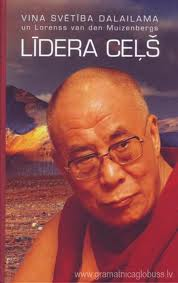 VIŅA SVĒTĪBA DALAILAMA
un Lorenss van den Muizenbergs
LĪDERA CEĻŠ
www.gramatnicaglobuss.lv